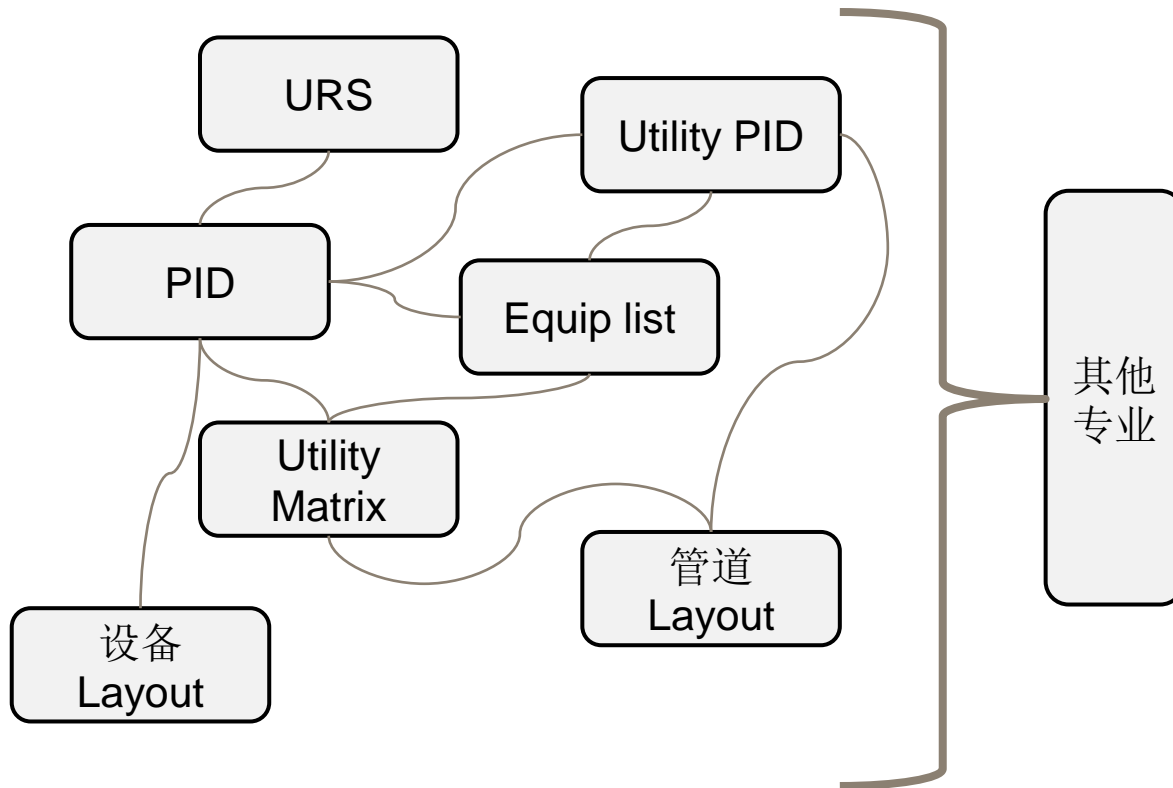 URS
Utility PID
PID
Equip list
其他
专业
Utility
Matrix
管道
Layout
设备
Layout